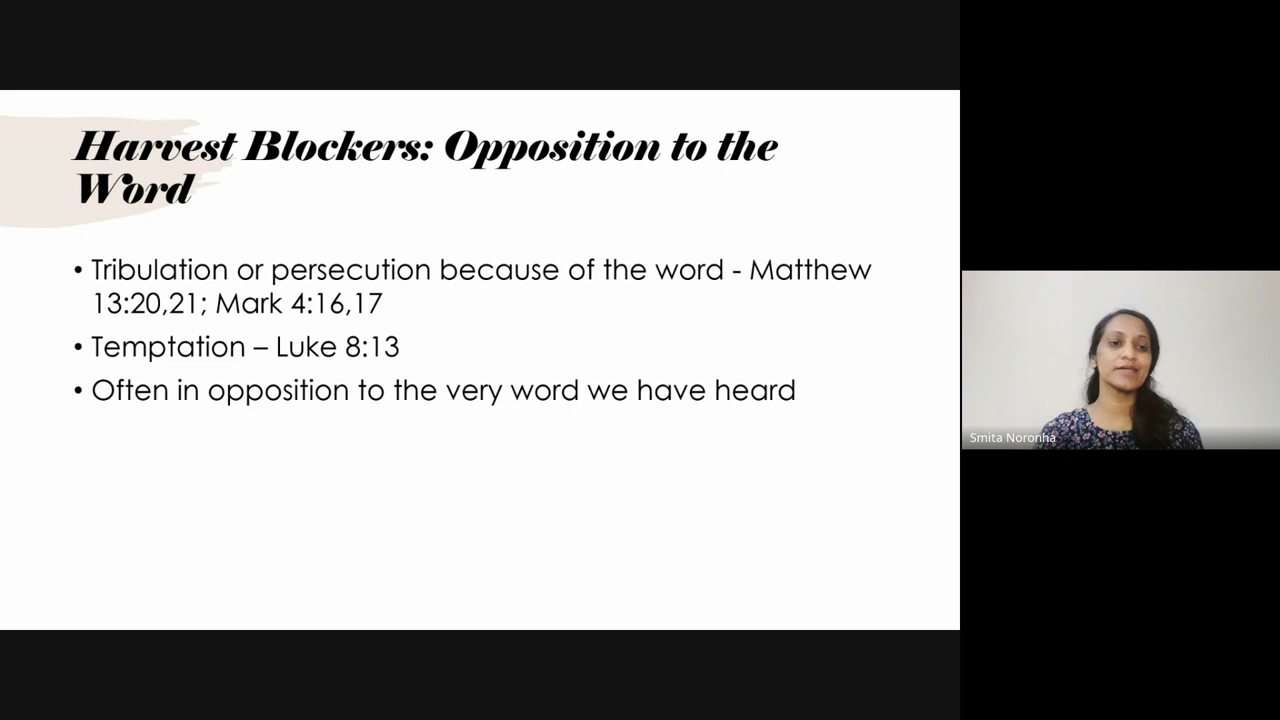 Harvest Blockers: Opposition to the
Word
• Tribulation or persecution because of the word - Matthew
13:20,21; Mark 4:16,17
• Temptation – Luke 8:13
• Often in opposition to the very word we have heard
Smita Noronha